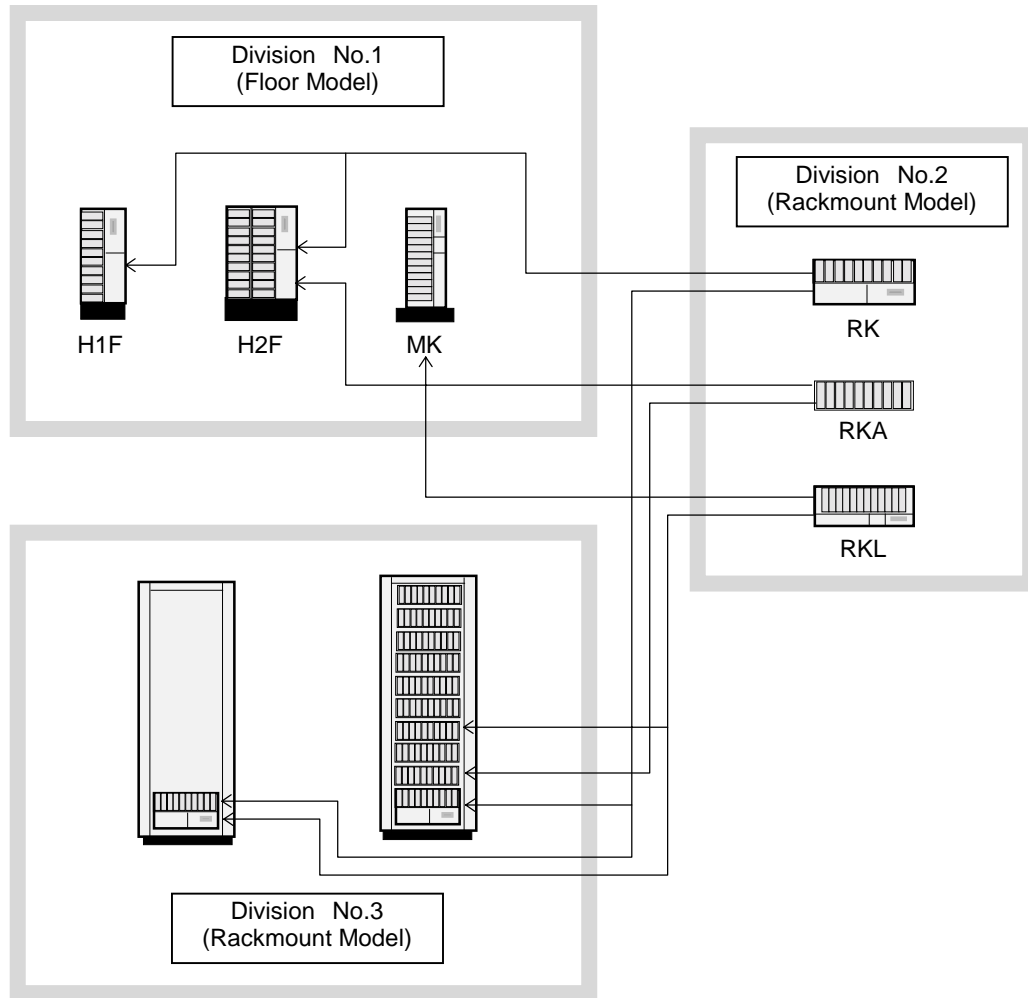 Division No.1
(Floor Model)
Division No.2
(Rackmount Model)
H1F
H2F
MK
RK
RKA
RKL
Division No.3
(Rackmount Model)